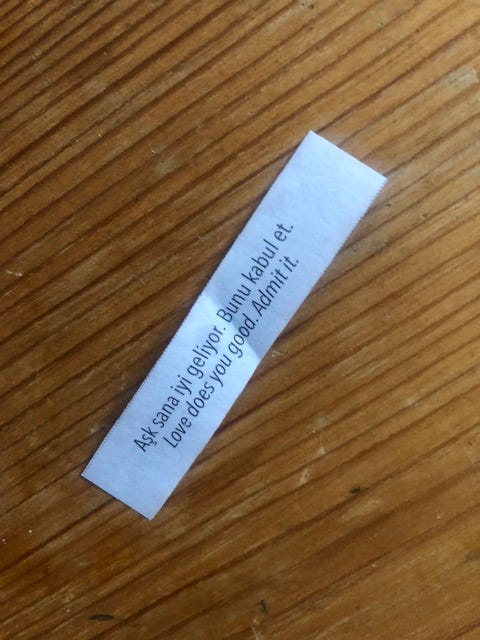 Aşk sana iyi geliyor. Bunu kabul et.
Love does you good. Admit it.